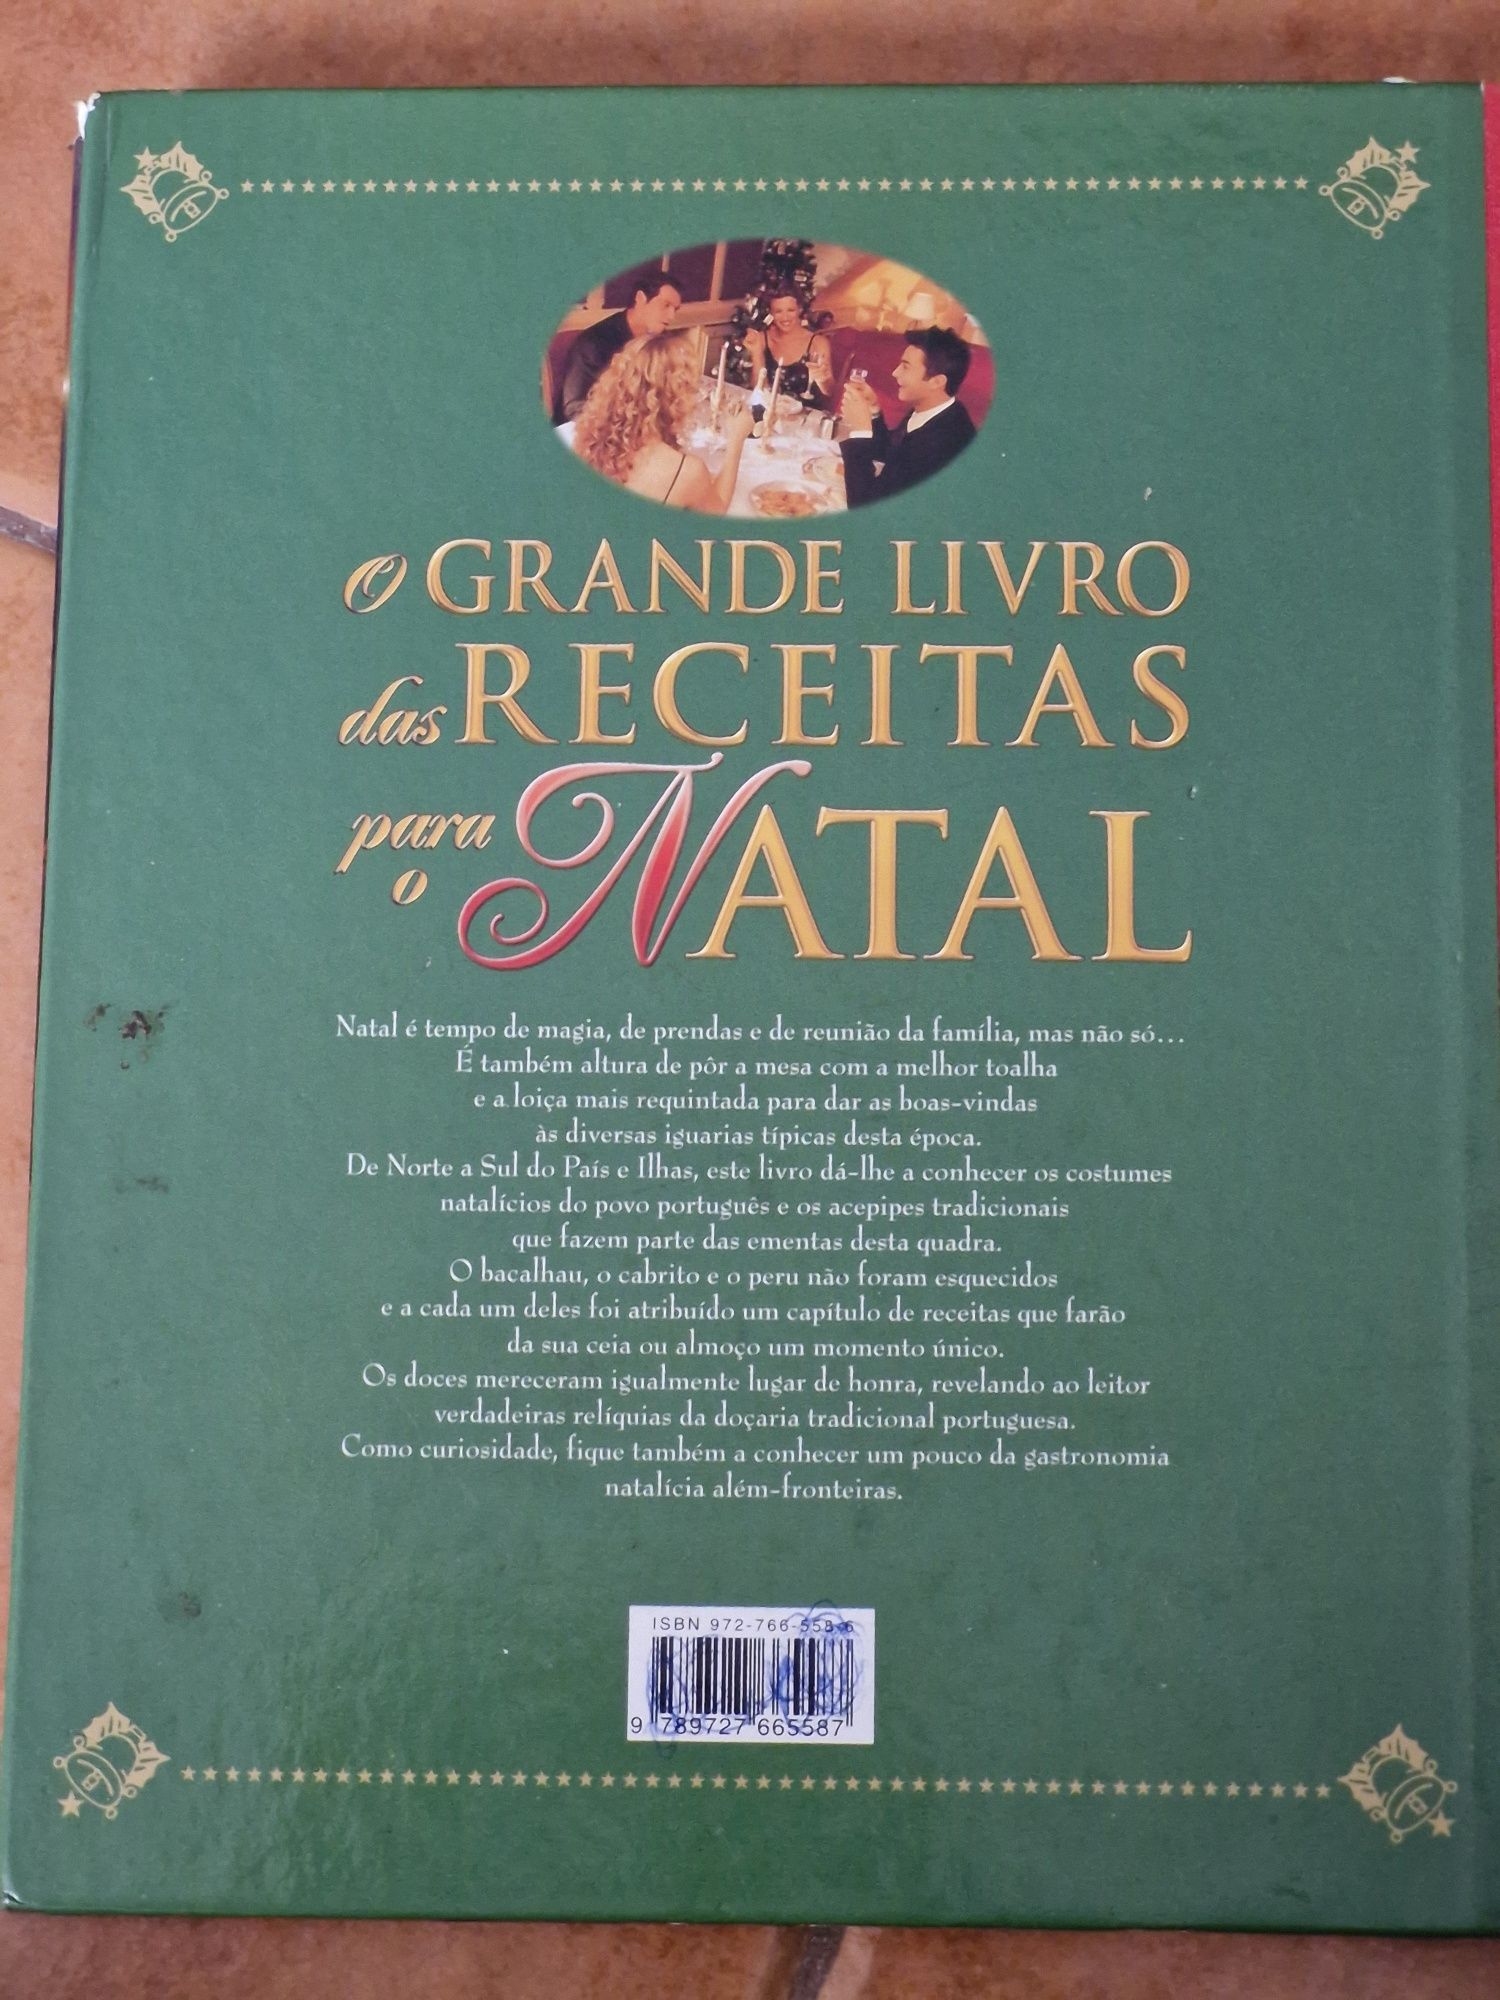 O GRANDE LIVRO
das RECEITAS
para o NATAL
Natal é tempo de magia, de prendas e de reunião da família, mas não só...
É também altura de pôr a mesa com a melhor toalha
e a loiça mais requintada para dar as boas-vindas
às diversas iguarias típicas desta época.
De Norte a Sul do País e Ilhas, este livro dá-lhe a conhecer os costumes
natalícios do povo português e os acepipes tradicionais
que fazem parte das ementas desta quadra.
O bacalhau, o cabrito e o peru não foram esquecidos
e a cada um deles foi atribuído um capítulo de receitas que farão
da sua ceia ou almoço um momento único.
Os doces mereceram igualmente lugar de honra, revelando ao leitor
verdadeiras relíquias da doçaria tradicional portuguesa.
Como curiosidade, fique também a conhecer um pouco da gastronomia
natalícia além-fronteiras.
ISBN 972-766-558-6
9 789727 665587